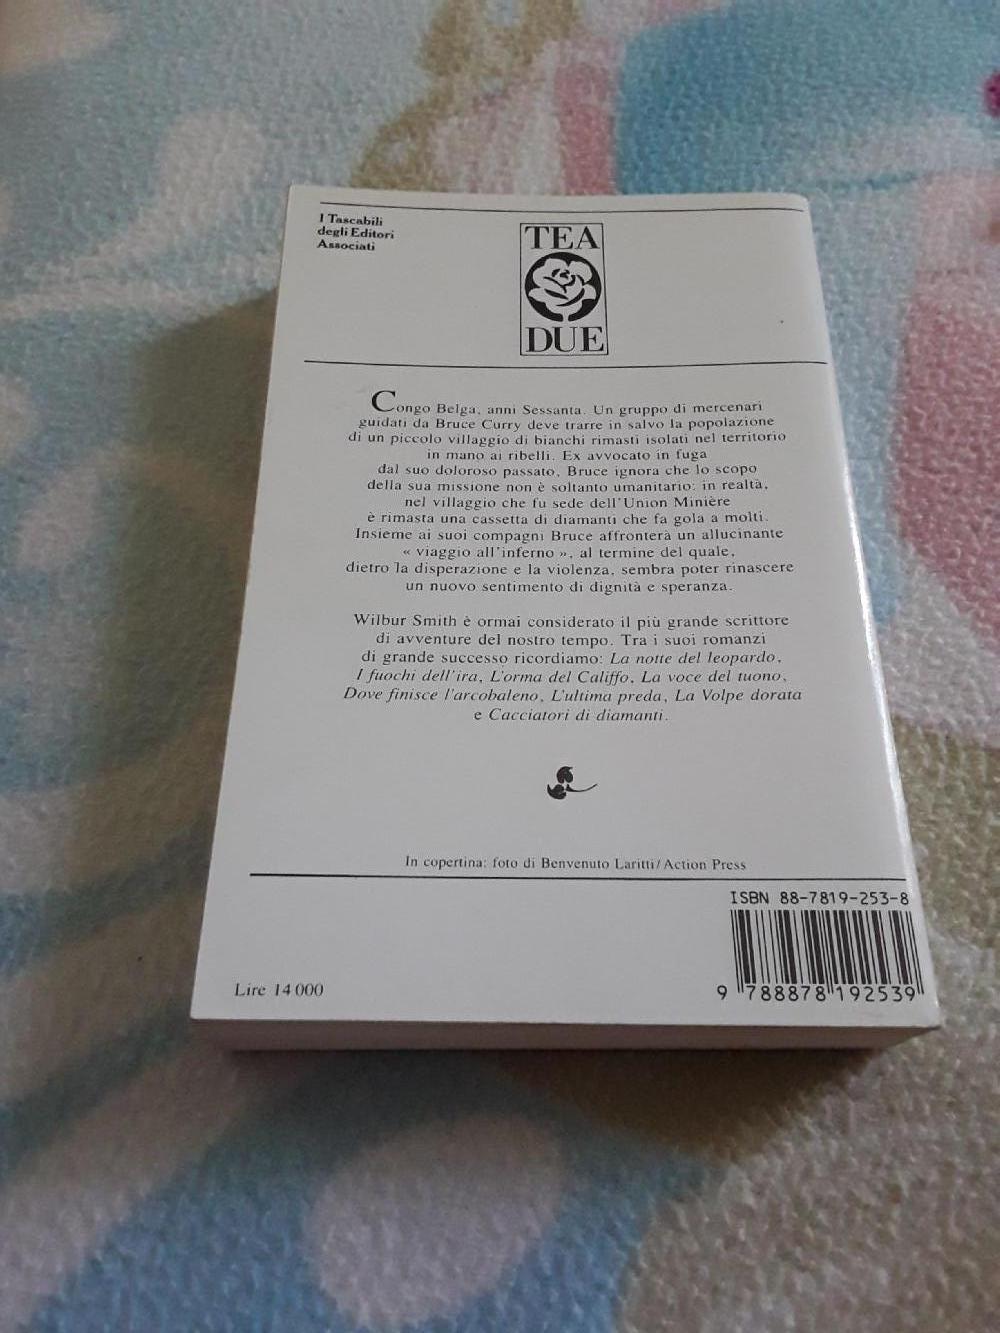 I Tascabili
degli Editori
Associati
TEA
DUE
Congo Belga, anni Sessanta. Un gruppo di mercenari
guidati da Bruce Curry deve trarre in salvo la popolazione
di un piccolo villaggio di bianchi rimasti isolati nel territorio
in mano ai ribelli. Ex avvocato in fuga
dal suo doloroso passato, Bruce ignora che lo scopo
della sua missione non è soltanto umanitario: in realtà,
nel villaggio che fu sede dell'Union Minière
è rimasta una cassetta di diamanti che fa gola a molti.
Insieme ai suoi compagni Bruce affronterà un allucinante
« viaggio all'inferno », al termine del quale,
dietro la disperazione e la violenza, sembra poter rinascere
un nuovo sentimento di dignità e speranza.
Wilbur Smith è ormai considerato il più grande scrittore
di avventure del nostro tempo. Tra i suoi romanzi
di grande successo ricordiamo: La notte del leopardo,
I fuochi dell'ira, L'orma del Califfo, La voce del tuono,
Dove finisce l'arcobaleno, L'ultima preda, La Volpe dorata
e Cacciatori di diamanti.
In copertina: foto di Benvenuto Laritti/Action Press
ISBN 88-7819-253-8
Lire 14 000
9 788878 192539